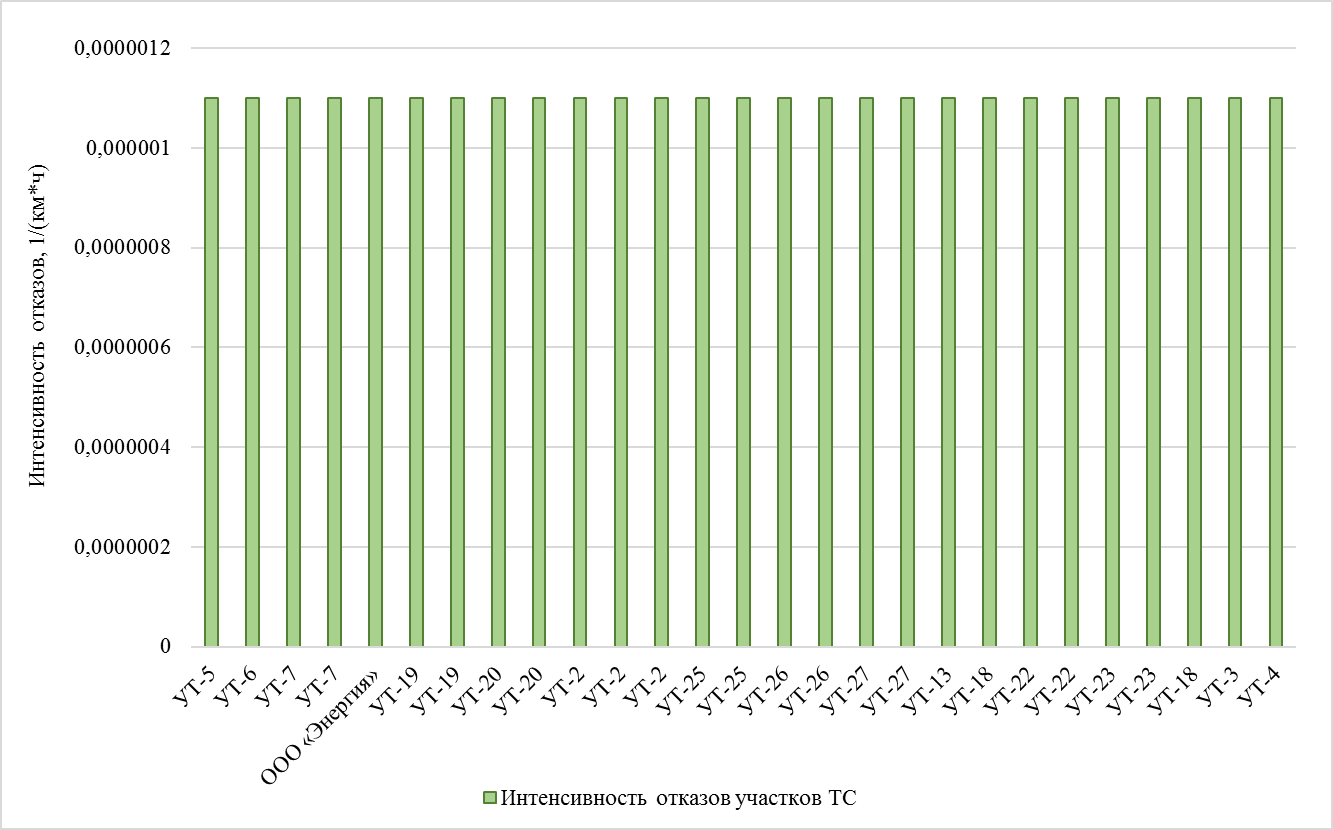 0,0000012
0,000001
0,0000008
0,0000006
0,0000004
0,0000002
0
Интенсивность отказов, 1/(км*ч)
УТ-5
УТ-6
УТ-7
УТ-7
ООО «Энергия»
УТ-19
УТ-19
УТ-20
УТ-20
УТ-2
УТ-2
УТ-2
УТ-25
УТ-25
УТ-26
УТ-26
УТ-27
УТ-27
УТ-13
УТ-18
УТ-22
УТ-22
УТ-23
УТ-23
УТ-18
УТ-3
УТ-4
Интенсивность отказов участков ТС